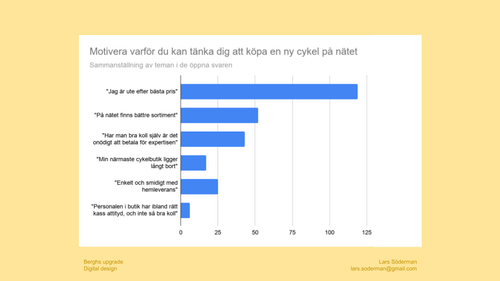 Motivera varför du kan tänka dig att köpa en ny cykel på nätet
Sammanställning av teman i de öppna svaren
"Jag är ute efter bästa pris"
"På nätet finns bättre sortiment"
"Har man bra koll själv är det
onödigt att betala för expertisen"
"Min närmaste cykelbutik ligger
långt bort"
"Enkelt och smidigt med
hemleverans"
"Personalen i butik har ibland rätt
kass attityd, och inte så bra koll"
0 25 50 75 100 125
Berghs upgrade
Digital design
Lars Söderman
lars.soderman@gmail.com